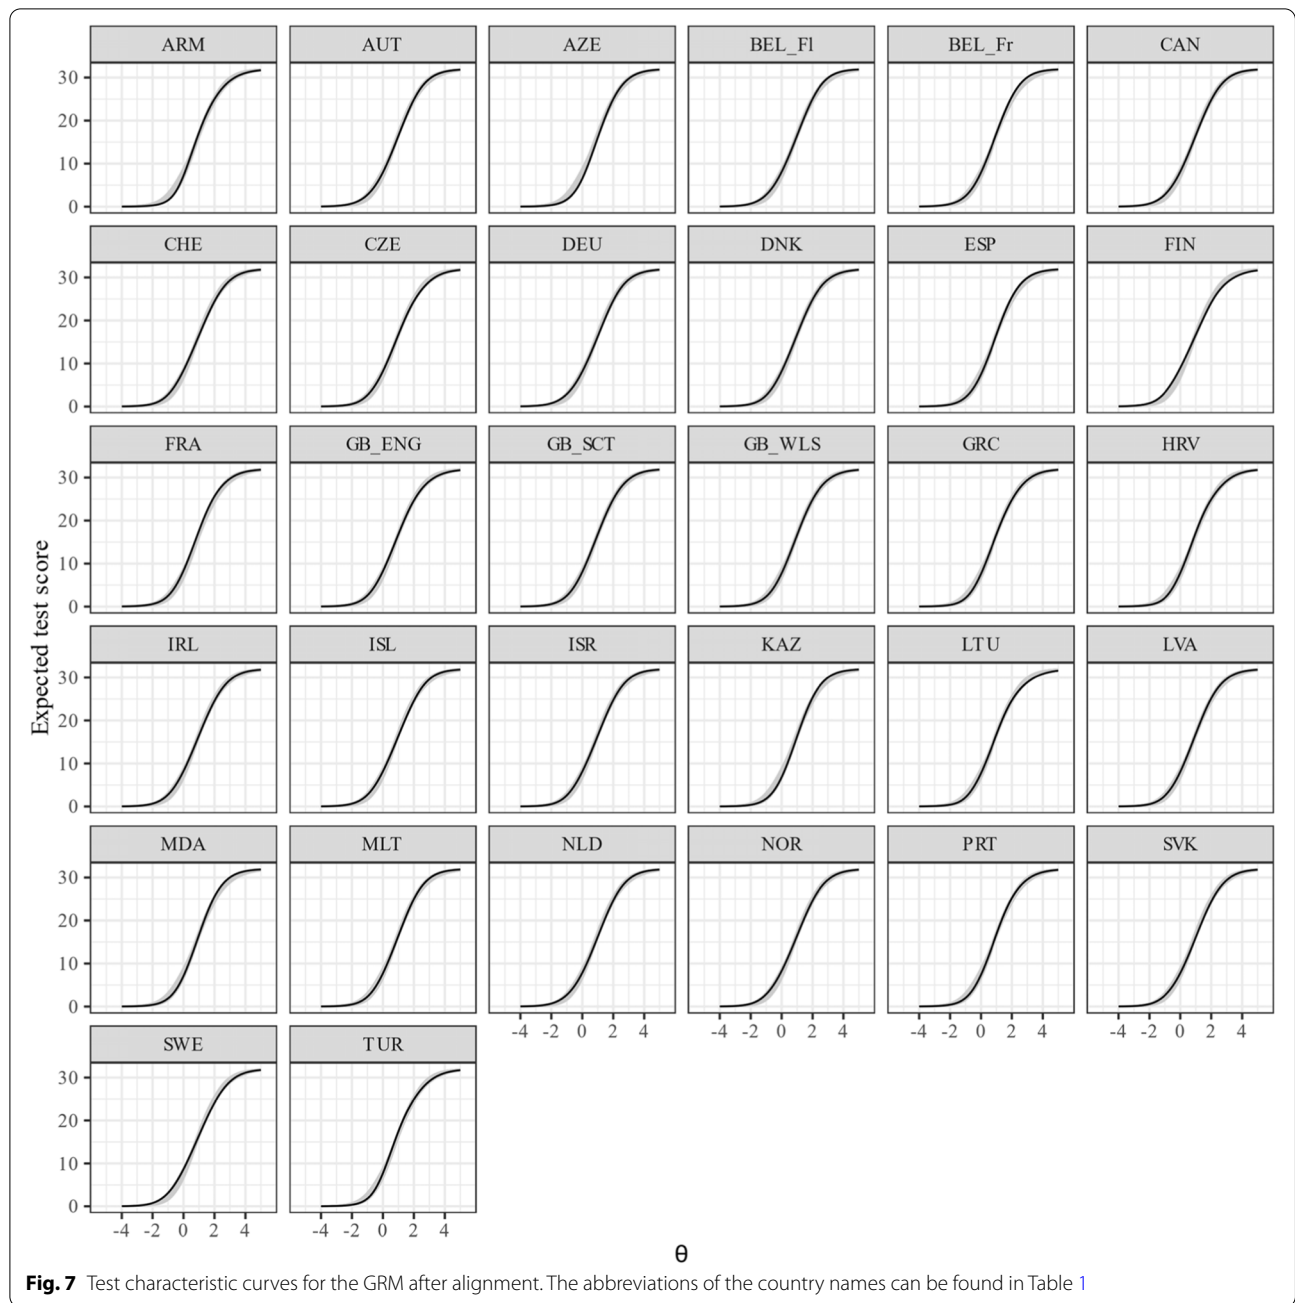 ARM AUT AZE BEL_Fl BEL_Fr CAN
30
20
10
0
CHE CZE DEU DNK ESP FIN
30
20
10
0
FRA GB_ENG GB_SCT GB_WLS GRC HRV
30
20
10
0
Expected test score
IRL ISL ISR KAZ LTU LVA
30
20
10
0
MDA MLT NLD NOR PRT SVK
30
20
10
0
-4 -2 0 2 4 -4 -2 0 2 4 -4 -2 0 2 4 -4 -2 0 2 4
SWE TUR
30
20
10
0
-4 -2 0 2 4 -4 -2 0 2 4
θ
Fig. 7 Test characteristic curves for the GRM after alignment. The abbreviations of the country names can be found in Table 1